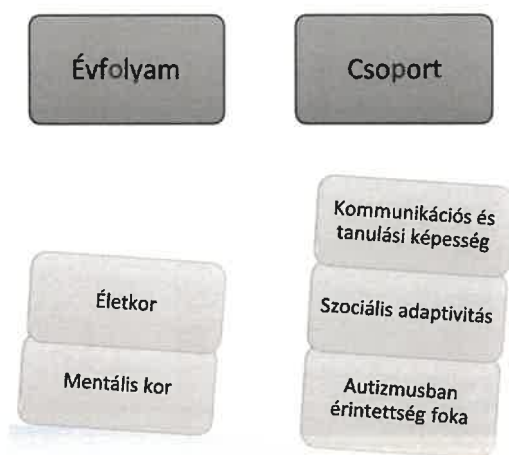 Évfolyam
Csoport
Kommunikációs és
tanulási képesség
Életkor
Szociális adaptivitás
Mentális kor
Autizmusban
érintettség foka